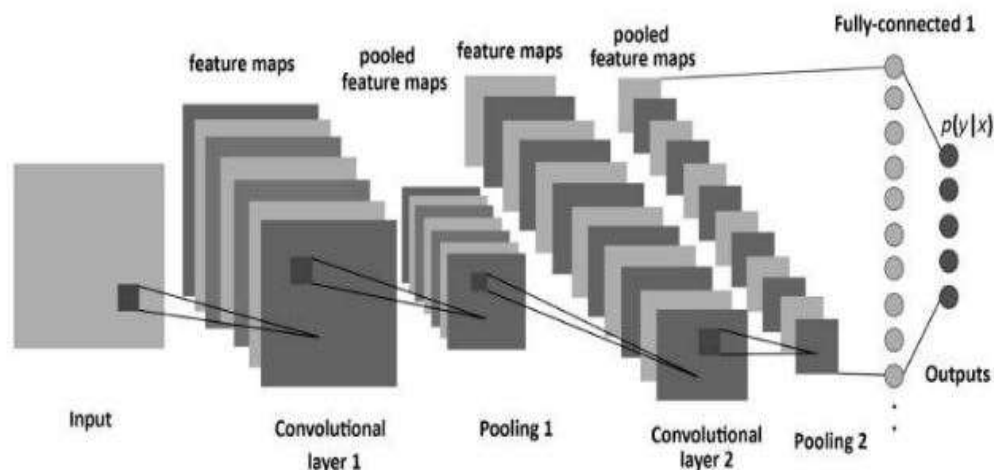 Fully-connected 1
feature maps
pooled
feature maps
feature maps
pooled
feature maps
p(y|x)
Outputs
Input
Convolutional
layer 1
Pooling 1
Convolutional
layer 2
Pooling 2